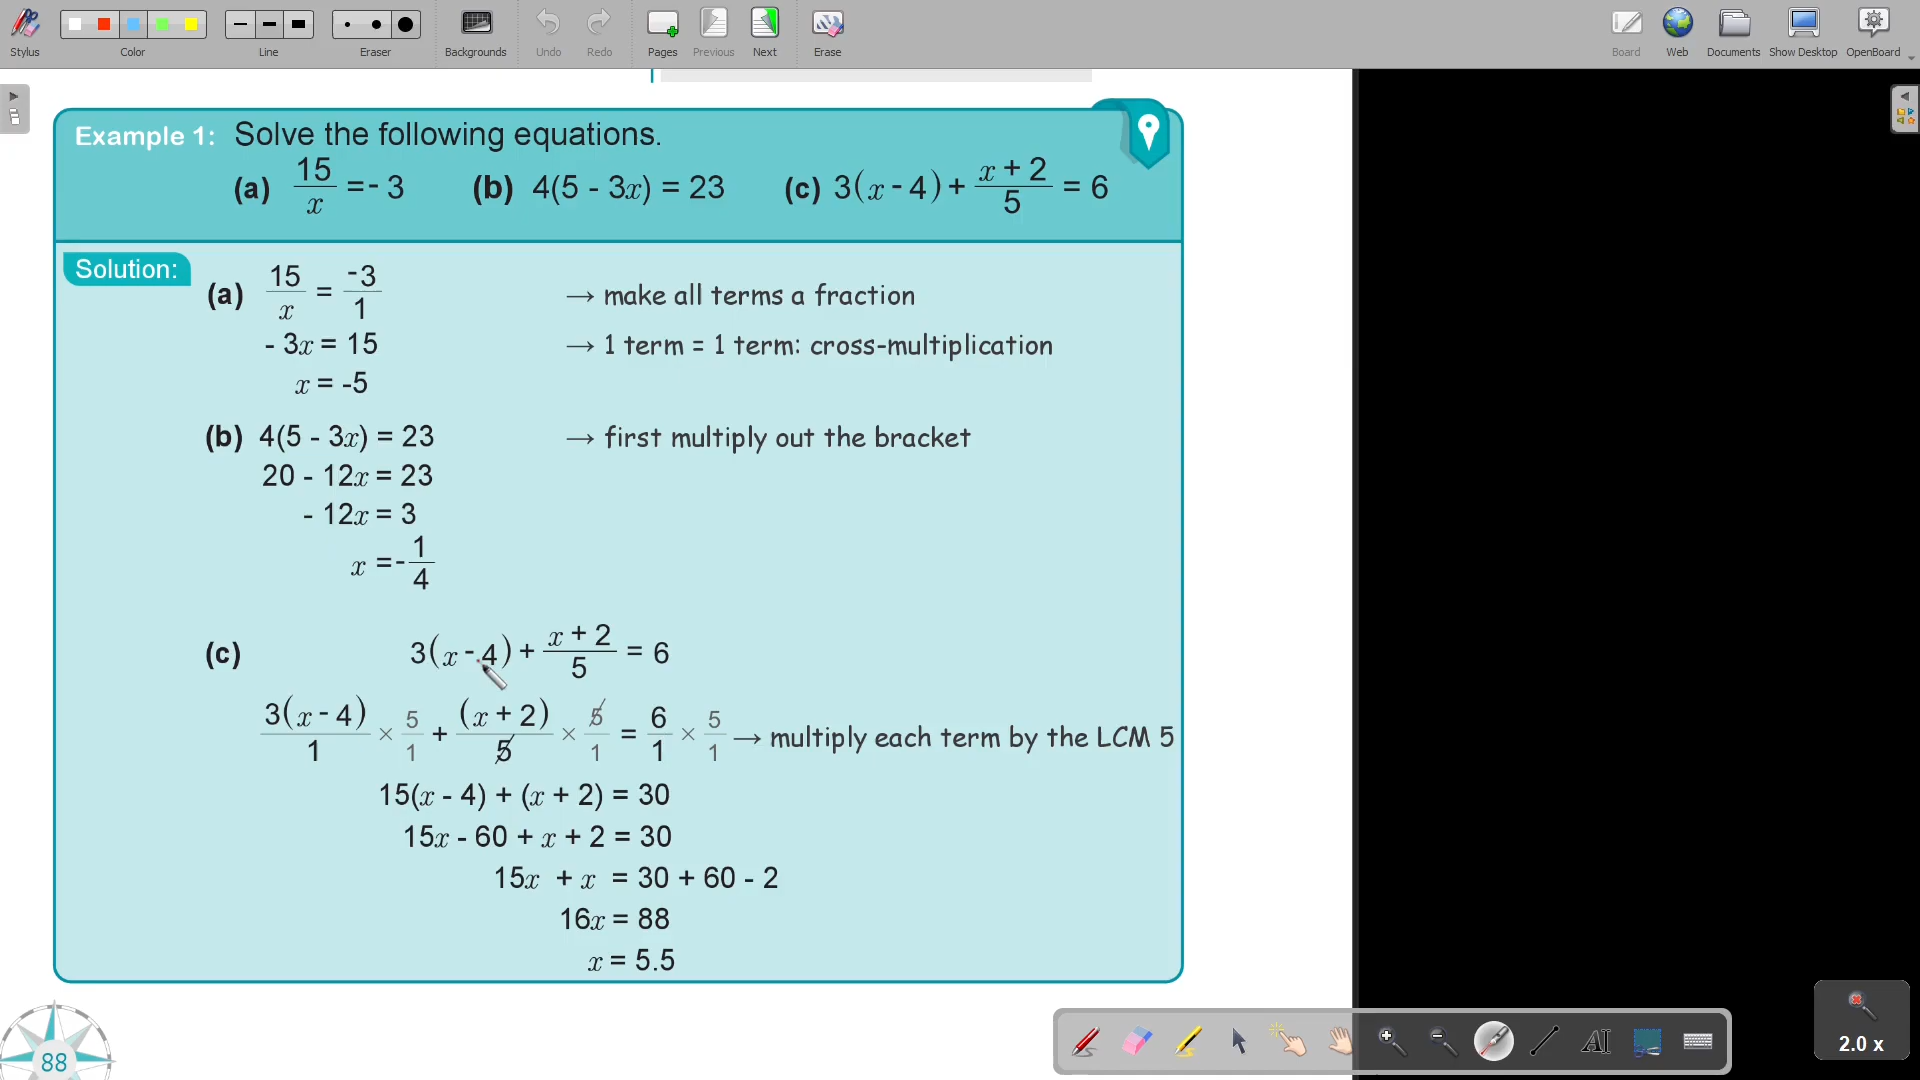 Stylus Color Line Eraser Backgrounds Undo Redo Pages Previous Next Erase Board Web Documents Show Desktop OpenBoard
Example 1: Solve the following equations.
(a) 15/x = - 3 (b) 4(5 - 3x) = 23 (c) 3(x - 4) + (x + 2)/5 = 6
Solution:
(a) 15/x = -3/1 → make all terms a fraction
- 3x = 15 → 1 term = 1 term: cross-multiplication
x = -5
(b) 4(5 - 3x) = 23 → first multiply out the bracket
20 - 12x = 23
- 12x = 3
x = - 1/4
(c) 3(x - 4) + (x + 2)/5 = 6
3(x - 4)/1 × 5/1 + (x + 2)/5 × 5/1 = 6/1 × 5/1 → multiply each term by the LCM 5
15(x - 4) + (x + 2) = 30
15x - 60 + x + 2 = 30
15x + x = 30 + 60 - 2
16x = 88
x = 5.5
88
AI
2.0 x